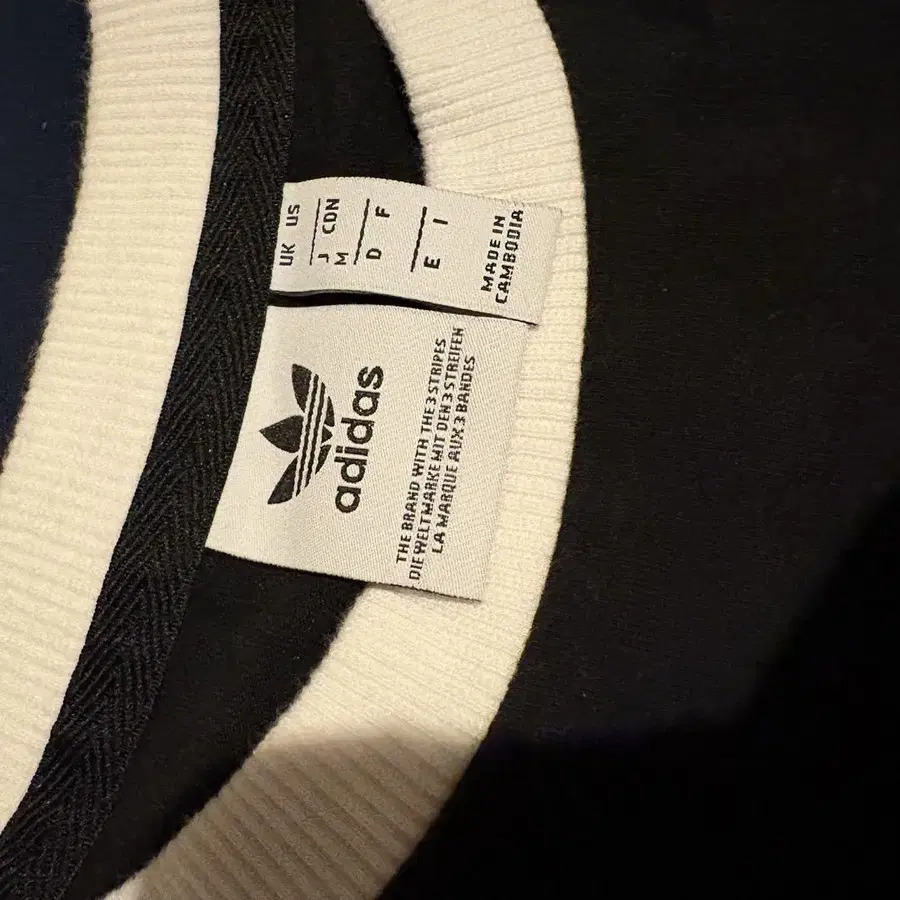 adidas
THE BRAND WITH THE 3 STRIPES
DIE WELTMARKE MIT DEN 3 STREIFEN
LA MARQUE AUX 3 BANDES
UK US
J CDN
M
D F
E I
MADE IN
CAMBODIA